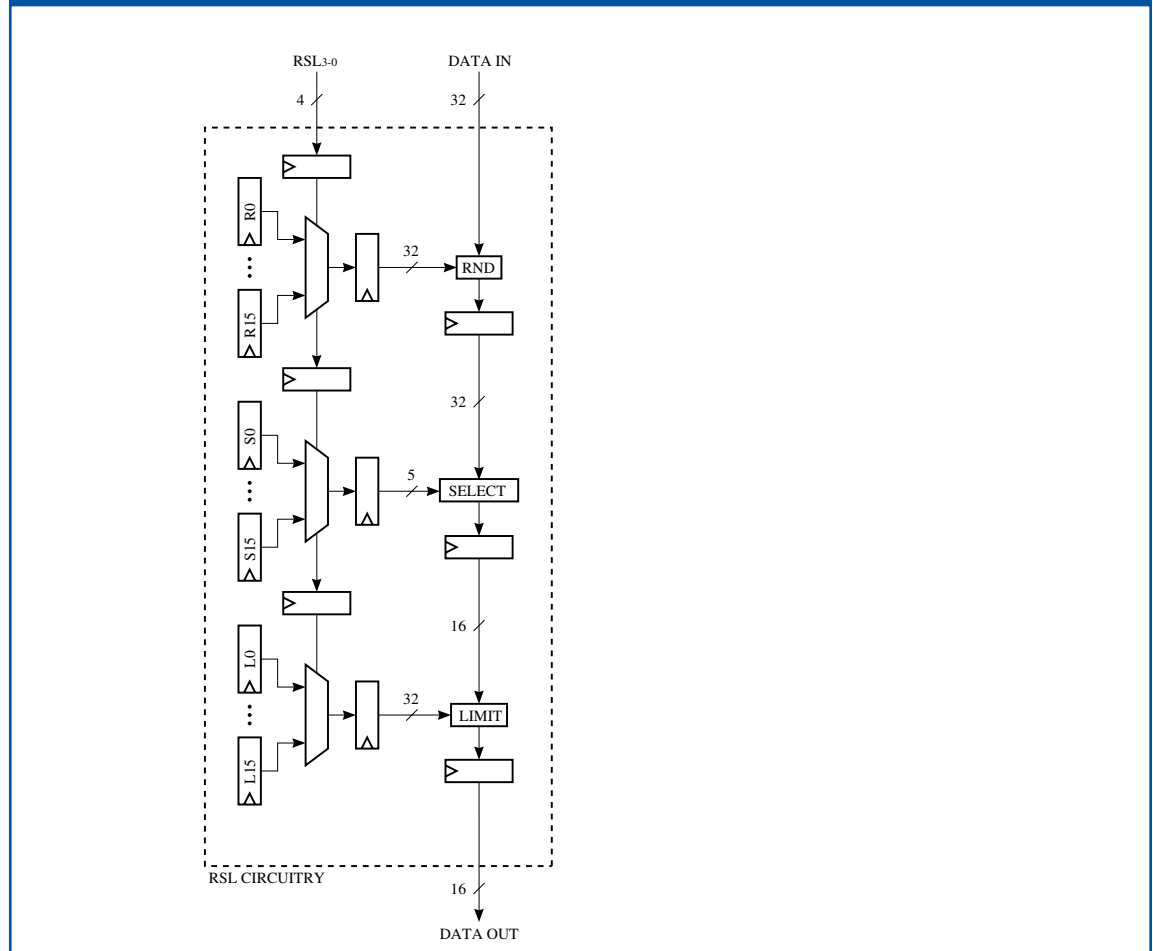 RSL3-0
DATA IN
4
32
R0
R15
32
RND
32
S0
S15
5
SELECT
16
L0
L15
32
LIMIT
RSL CIRCUITRY
16
DATA OUT